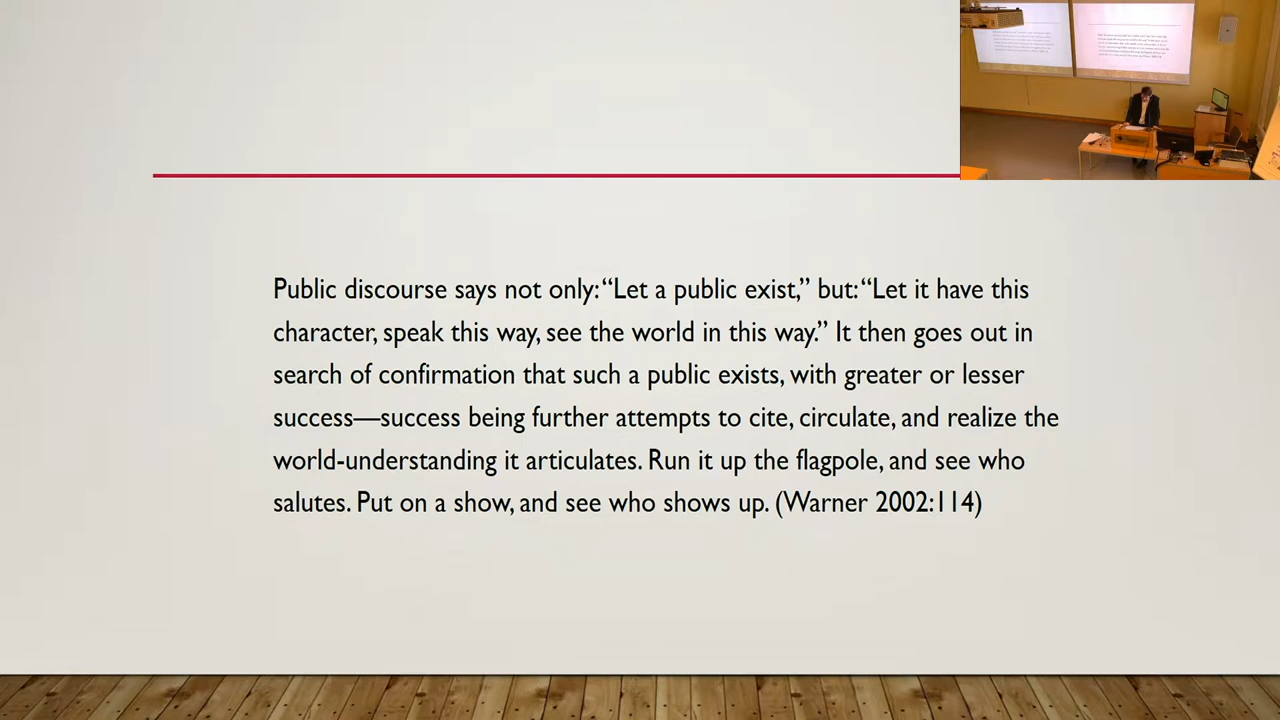 Public discourse says not only: “Let a public exist,” but: “Let it have this
character, speak this way, see the world in this way.” It then goes out in
search of confirmation that such a public exists, with greater or lesser
success—success being further attempts to cite, circulate, and realize the
world-understanding it articulates. Run it up the flagpole, and see who
salutes. Put on a show, and see who shows up. (Warner 2002:114)